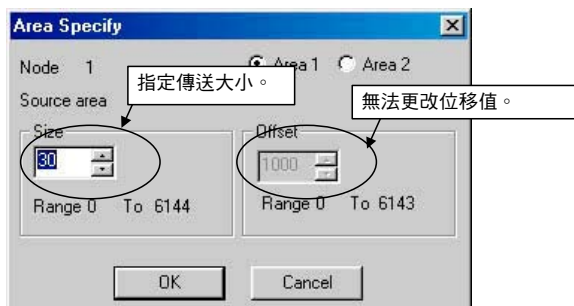 Area Specify
Node 1
Area 1 Area 2
指定傳送大小。
無法更改位移值。
Source area
Size
Offset
30
1000
Range 0 To 6144
Range 0 To 6143
OK
Cancel